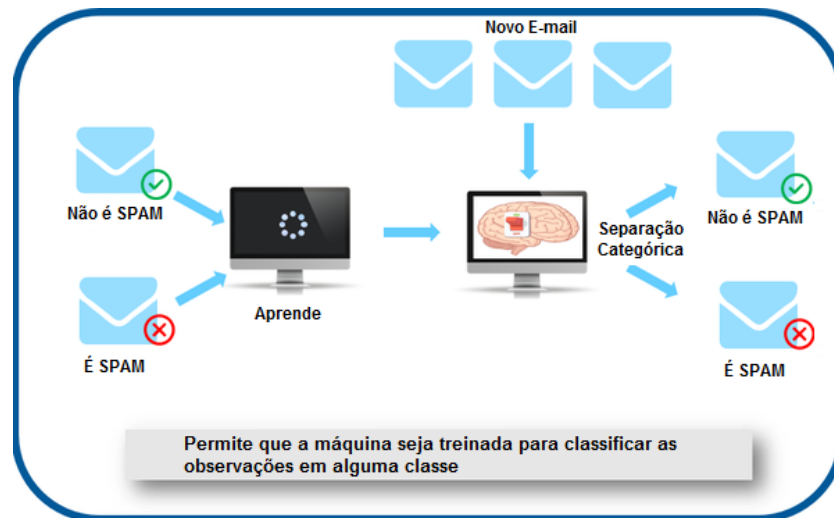 Novo E-mail
Não é SPAM
É SPAM
Aprende
Separação
Categórica
Não é SPAM
É SPAM
Permite que a máquina seja treinada para classificar as
observações em alguma classe